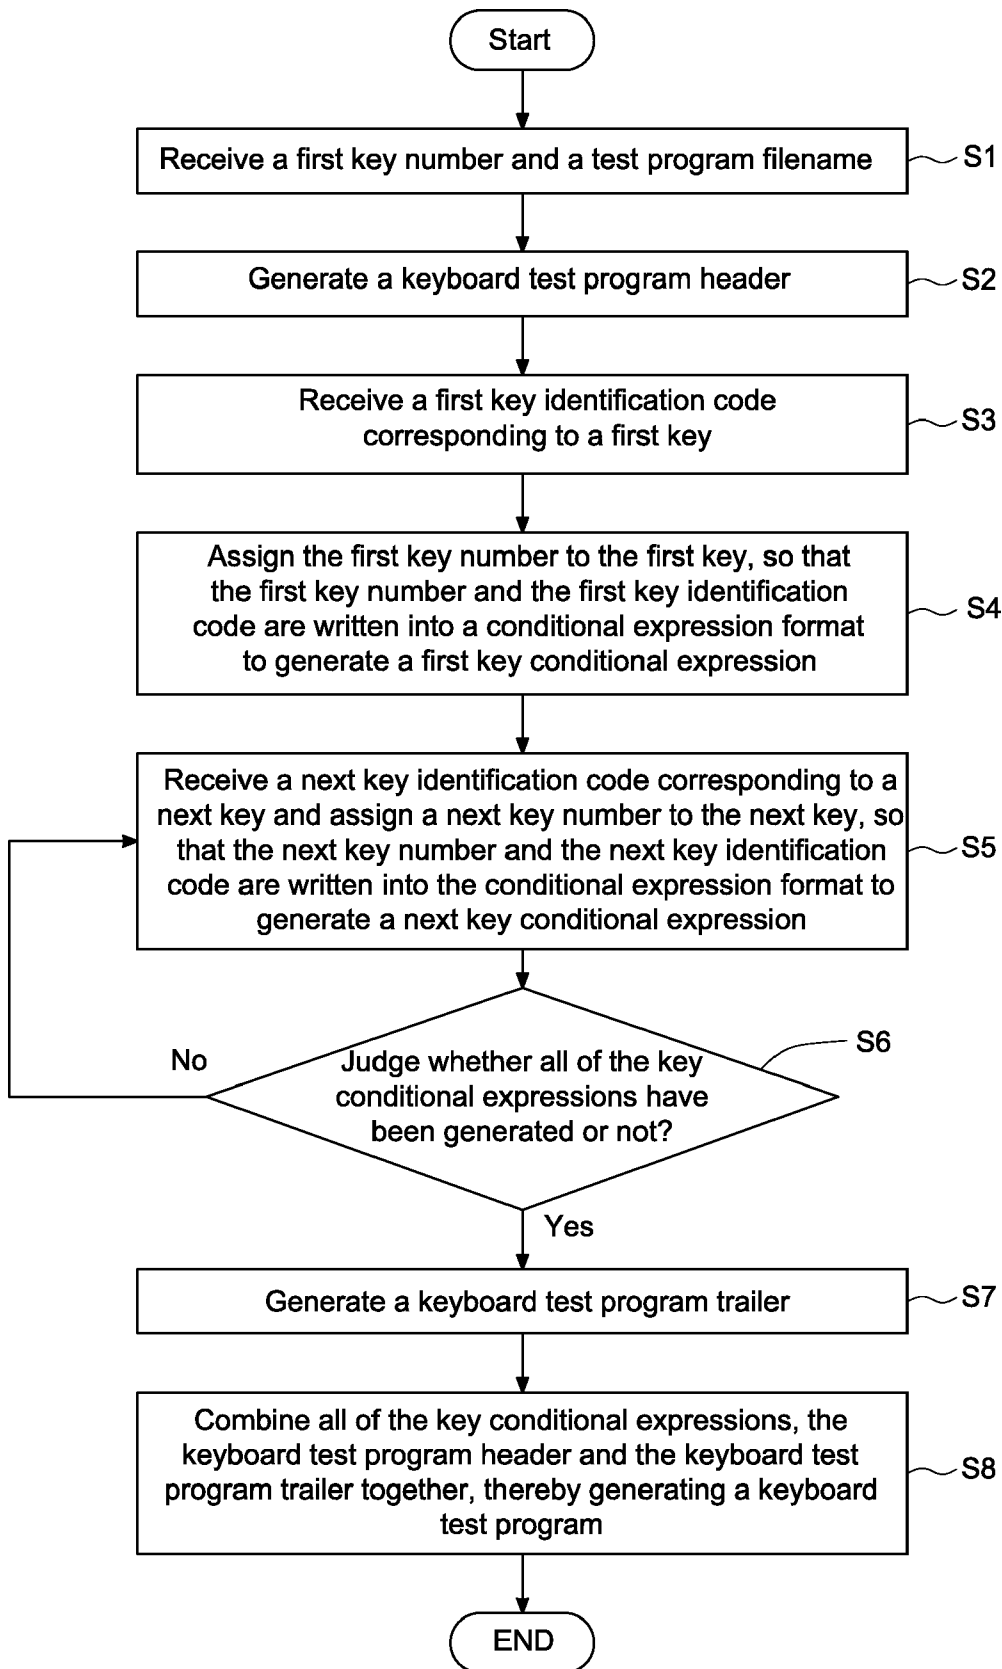 Start
Receive a first key number and a test program filename
S1
Generate a keyboard test program header
S2
Receive a first key identification code
corresponding to a first key
S3
Assign the first key number to the first key, so that
the first key number and the first key identification
code are written into a conditional expression format
to generate a first key conditional expression
S4
Receive a next key identification code corresponding to a
next key and assign a next key number to the next key, so
that the next key number and the next key identification
code are written into the conditional expression format to
generate a next key conditional expression
S5
Judge whether all of the key
conditional expressions have
been generated or not?
S6
No
Yes
Generate a keyboard test program trailer
S7
Combine all of the key conditional expressions, the
keyboard test program header and the keyboard test
program trailer together, thereby generating a keyboard
test program
S8
END